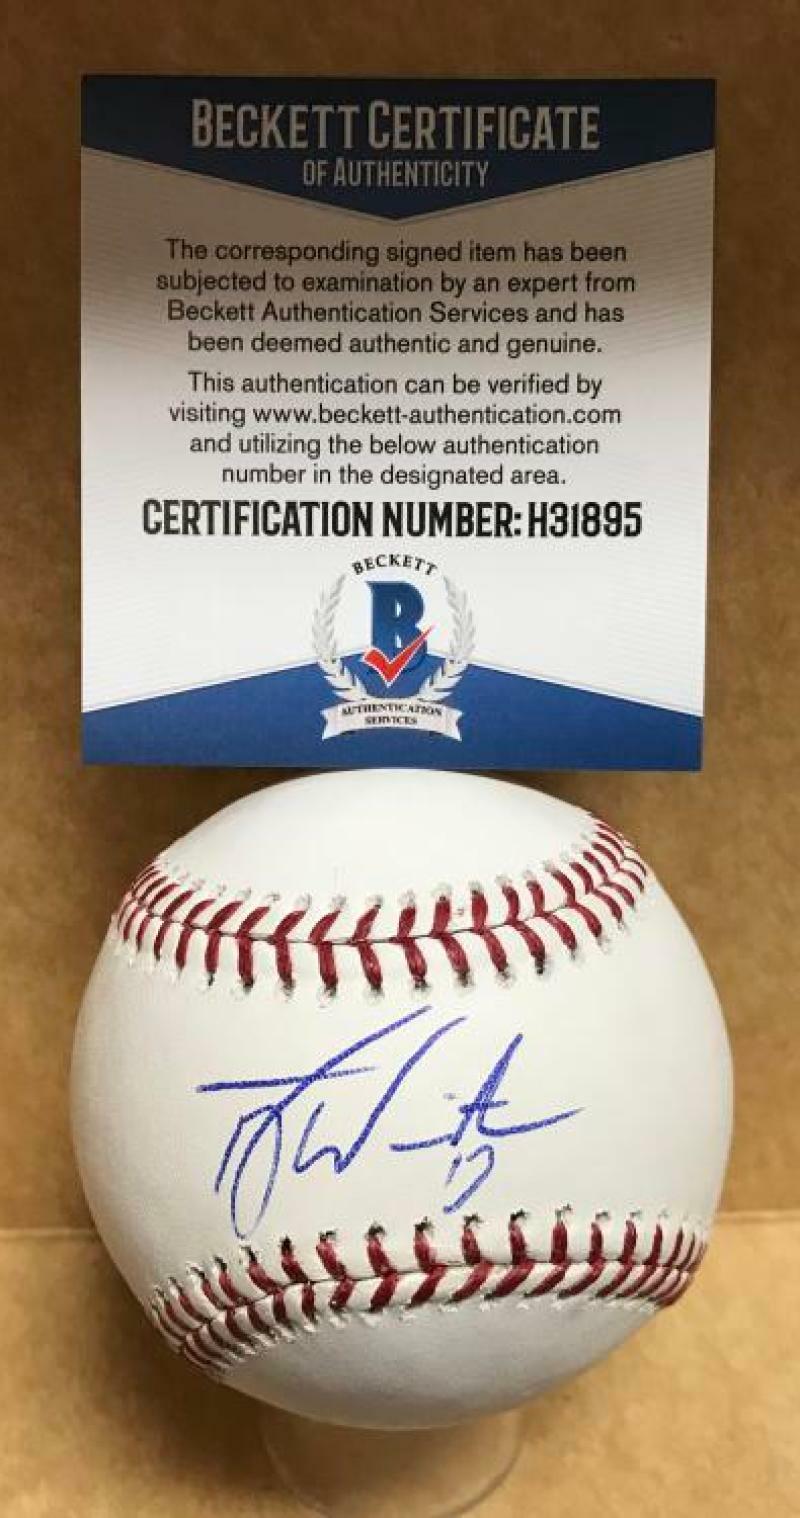 BECKETT CERTIFICATE
OF AUTHENTICITY
The corresponding signed item has been
subjected to examination by an expert from
Beckett Authentication Services and has
been deemed authentic and genuine.
This authentication can be verified by
visiting www.beckett-authentication.com
and utilizing the below authentication
number in the designated area.
CERTIFICATION NUMBER: H31895
BECKETT
B
AUTHENTICATION
SERVICES
17